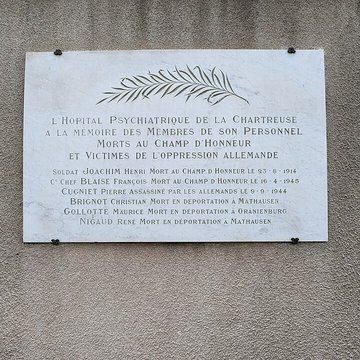 L'HÔPITAL PSYCHIATRIQUE DE LA CHARTREUSE
A LA MÉMOIRE DES MEMBRES DE SON PERSONNEL
MORTS AU CHAMP D'HONNEUR
ET VICTIMES DE L'OPPRESSION ALLEMANDE
SOLDAT JOACHIM HENRI MORT AU CHAMP D'HONNEUR LE 23·6·1914
CAL CHEF BLAISE FRANÇOIS MORT AU CHAMP D'HONNEUR LE 16·4·1945
CUGNIET PIERRE ASSASSINÉ PAR LES ALLEMANDS LE 9·9·1944
BRIGNOT CHRISTIAN MORT EN DÉPORTATION À MATHAUSEN
GOLLOTTE MAURICE MORT EN DÉPORTATION À ORANIENBURG
NIGAUD RENÉ MORT EN DÉPORTATION À MATHAUSEN